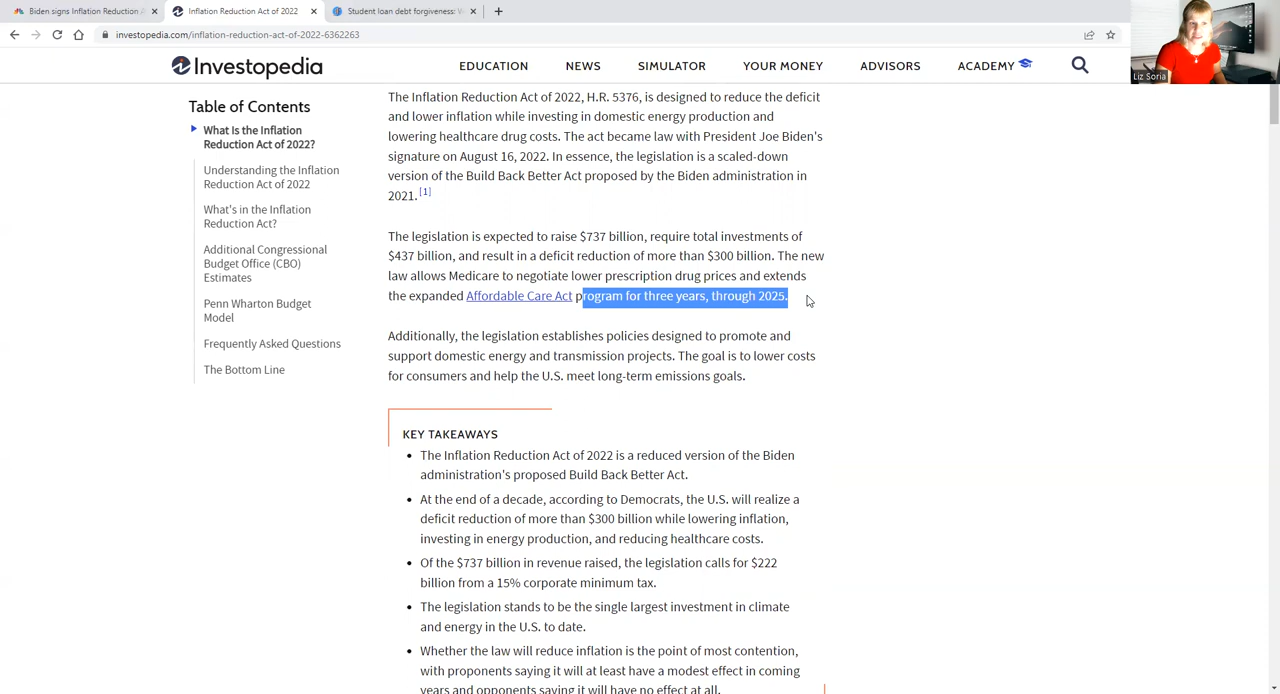 Biden signs Inflation Reduction A
Inflation Reduction Act of 2022
Student loan debt forgiveness: W
investopedia.com/inflation-reduction-act-of-2022-6362263
Liz Soria
Investopedia
EDUCATION
NEWS
SIMULATOR
YOUR MONEY
ADVISORS
ACADEMY
Table of Contents
What Is the Inflation
Reduction Act of 2022?
Understanding the Inflation
Reduction Act of 2022
What's in the Inflation
Reduction Act?
Additional Congressional
Budget Office (CBO)
Estimates
Penn Wharton Budget
Model
Frequently Asked Questions
The Bottom Line
The Inflation Reduction Act of 2022, H.R. 5376, is designed to reduce the deficit
and lower inflation while investing in domestic energy production and
lowering healthcare drug costs. The act became law with President Joe Biden's
signature on August 16, 2022. In essence, the legislation is a scaled-down
version of the Build Back Better Act proposed by the Biden administration in
2021. [1]
The legislation is expected to raise $737 billion, require total investments of
$437 billion, and result in a deficit reduction of more than $300 billion. The new
law allows Medicare to negotiate lower prescription drug prices and extends
the expanded Affordable Care Act program for three years, through 2025.
Additionally, the legislation establishes policies designed to promote and
support domestic energy and transmission projects. The goal is to lower costs
for consumers and help the U.S. meet long-term emissions goals.
KEY TAKEAWAYS
• The Inflation Reduction Act of 2022 is a reduced version of the Biden
administration's proposed Build Back Better Act.
• At the end of a decade, according to Democrats, the U.S. will realize a
deficit reduction of more than $300 billion while lowering inflation,
investing in energy production, and reducing healthcare costs.
• Of the $737 billion in revenue raised, the legislation calls for $222
billion from a 15% corporate minimum tax.
• The legislation stands to be the single largest investment in climate
and energy in the U.S. to date.
• Whether the law will reduce inflation is the point of most contention,
with proponents saying it will at least have a modest effect in coming
years and opponents saying it will have no effect at all.